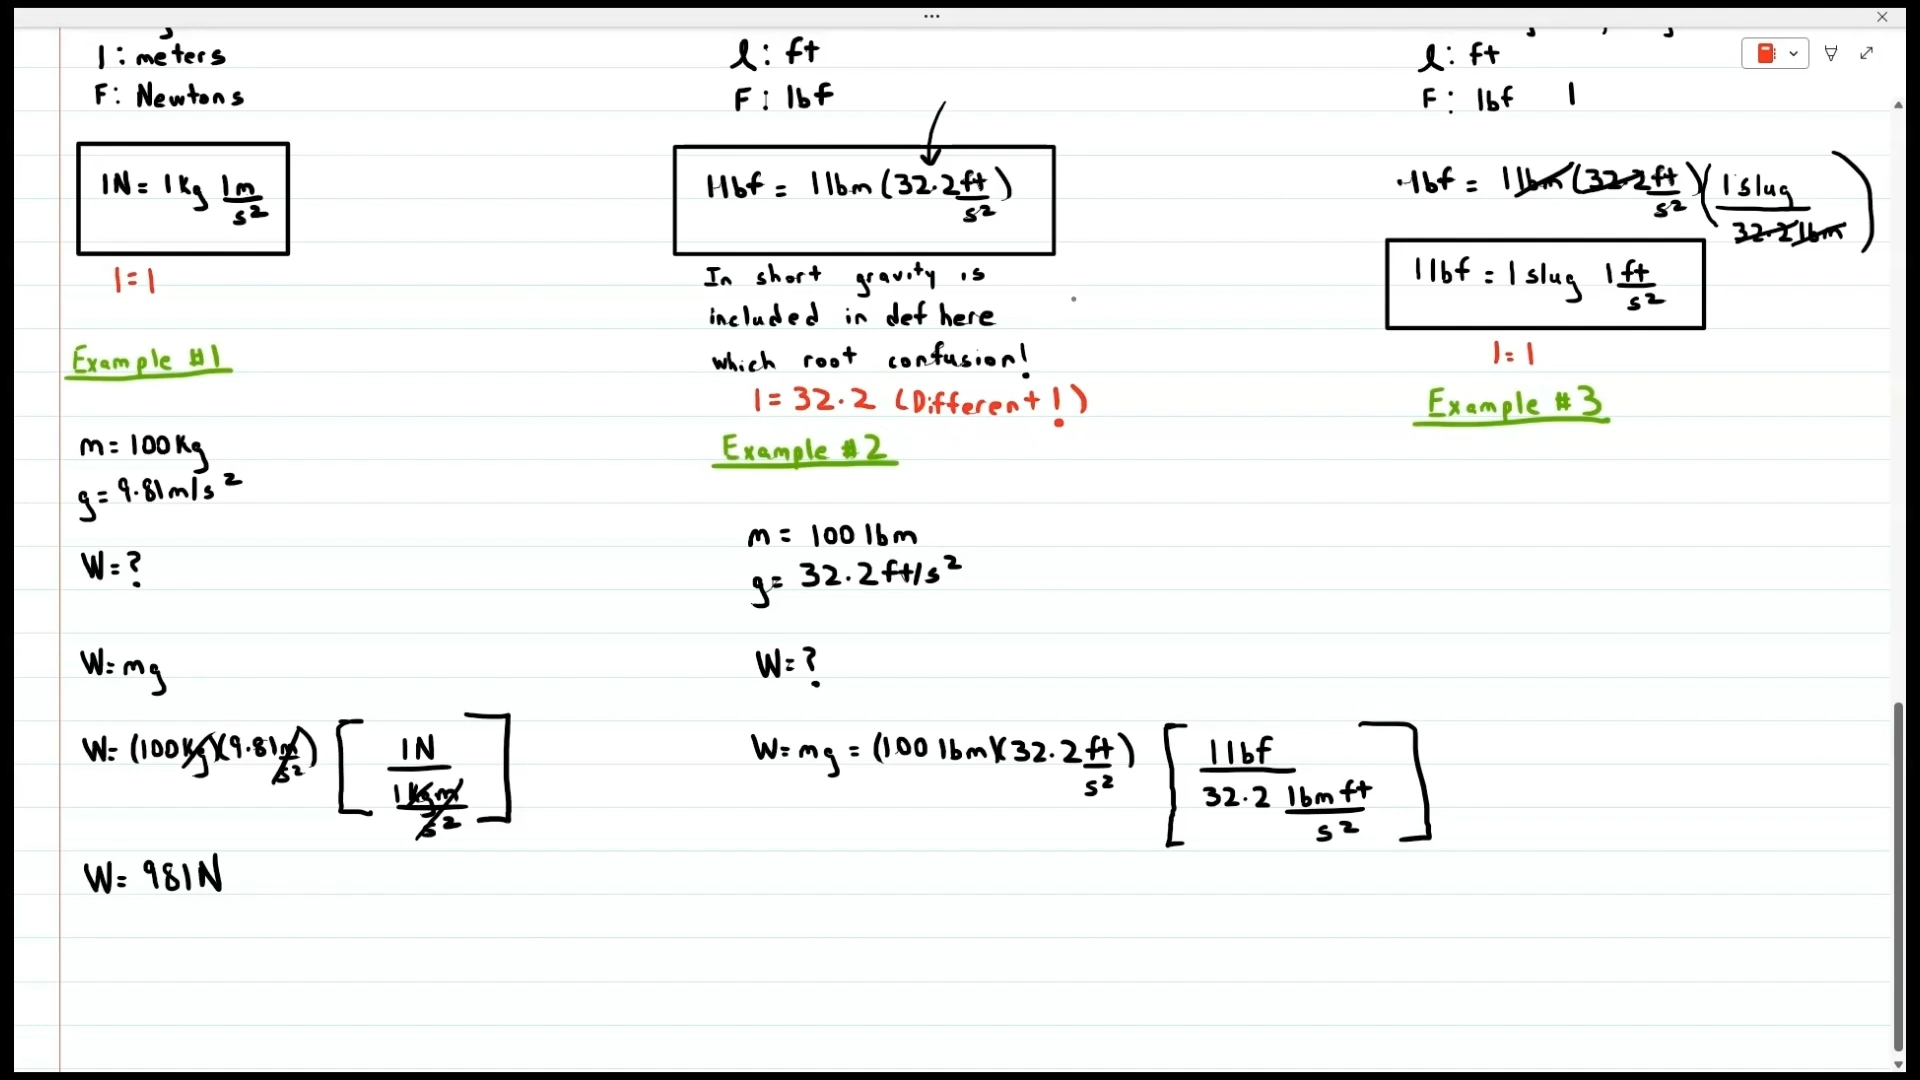 l: meters
F: Newtons
1N = 1Kg 1m/s²
1=1
Example #1
m= 100Kg
g= 9.81m/s²
W=?
W=mg
W= (100Kg)(9.81m/s²) [1N / 1Kgm/s²]
W= 981N
l: ft
F: lbf
1lbf = 1lbm (32.2ft/s²)
In short gravity is
included in def here
which root confusion!
1= 32.2 (Different!)
Example #2
m= 100 lbm
g= 32.2ft/s²
W=?
W= mg = (100 lbm)(32.2ft/s²) [1lbf / 32.2 lbmft/s²]
l: ft
F: lbf 1
lbf = 1lbm (32.2ft/s²)(1slug / 32.2lbm)
1lbf = 1slug 1ft/s²
1=1
Example #3